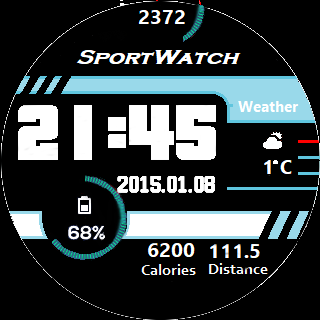 2372
SPORTWATCH
Weather
21:45
1°C
2015.01.08
68%
6200 111.5
Calories Distance